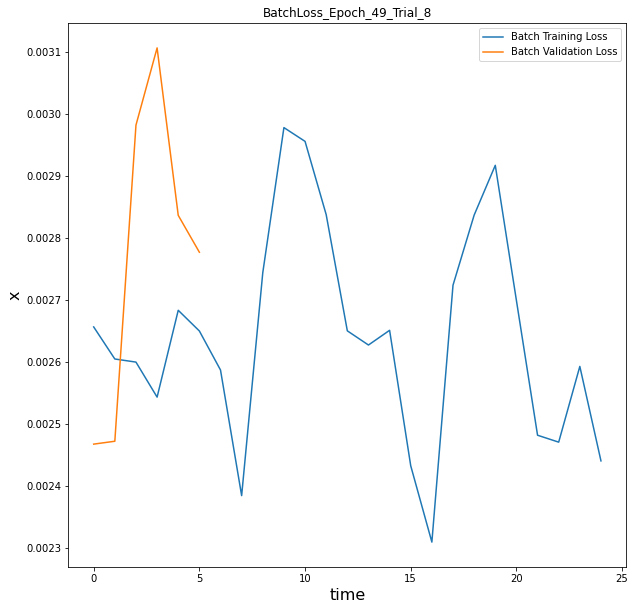 BatchLoss_Epoch_49_Trial_8
Batch Training Loss
Batch Validation Loss
0.0031
0.0030
0.0029
0.0028
0.0027
0.0026
0.0025
0.0024
0.0023
x
0 5 10 15 20 25
time